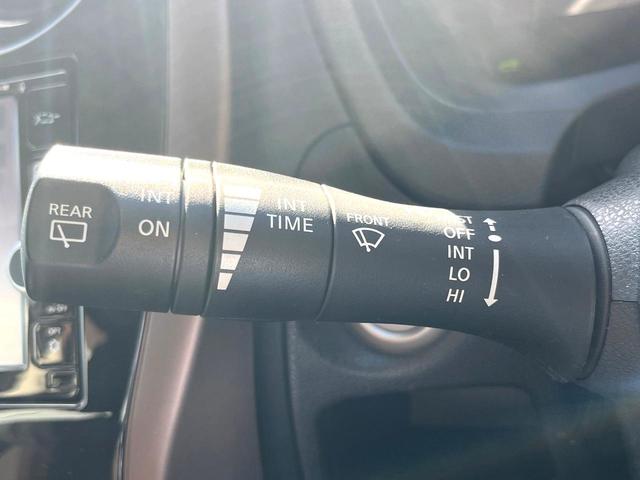 REAR
INT
ON
INT
TIME
FRONT
OFF
INT
LO
HI